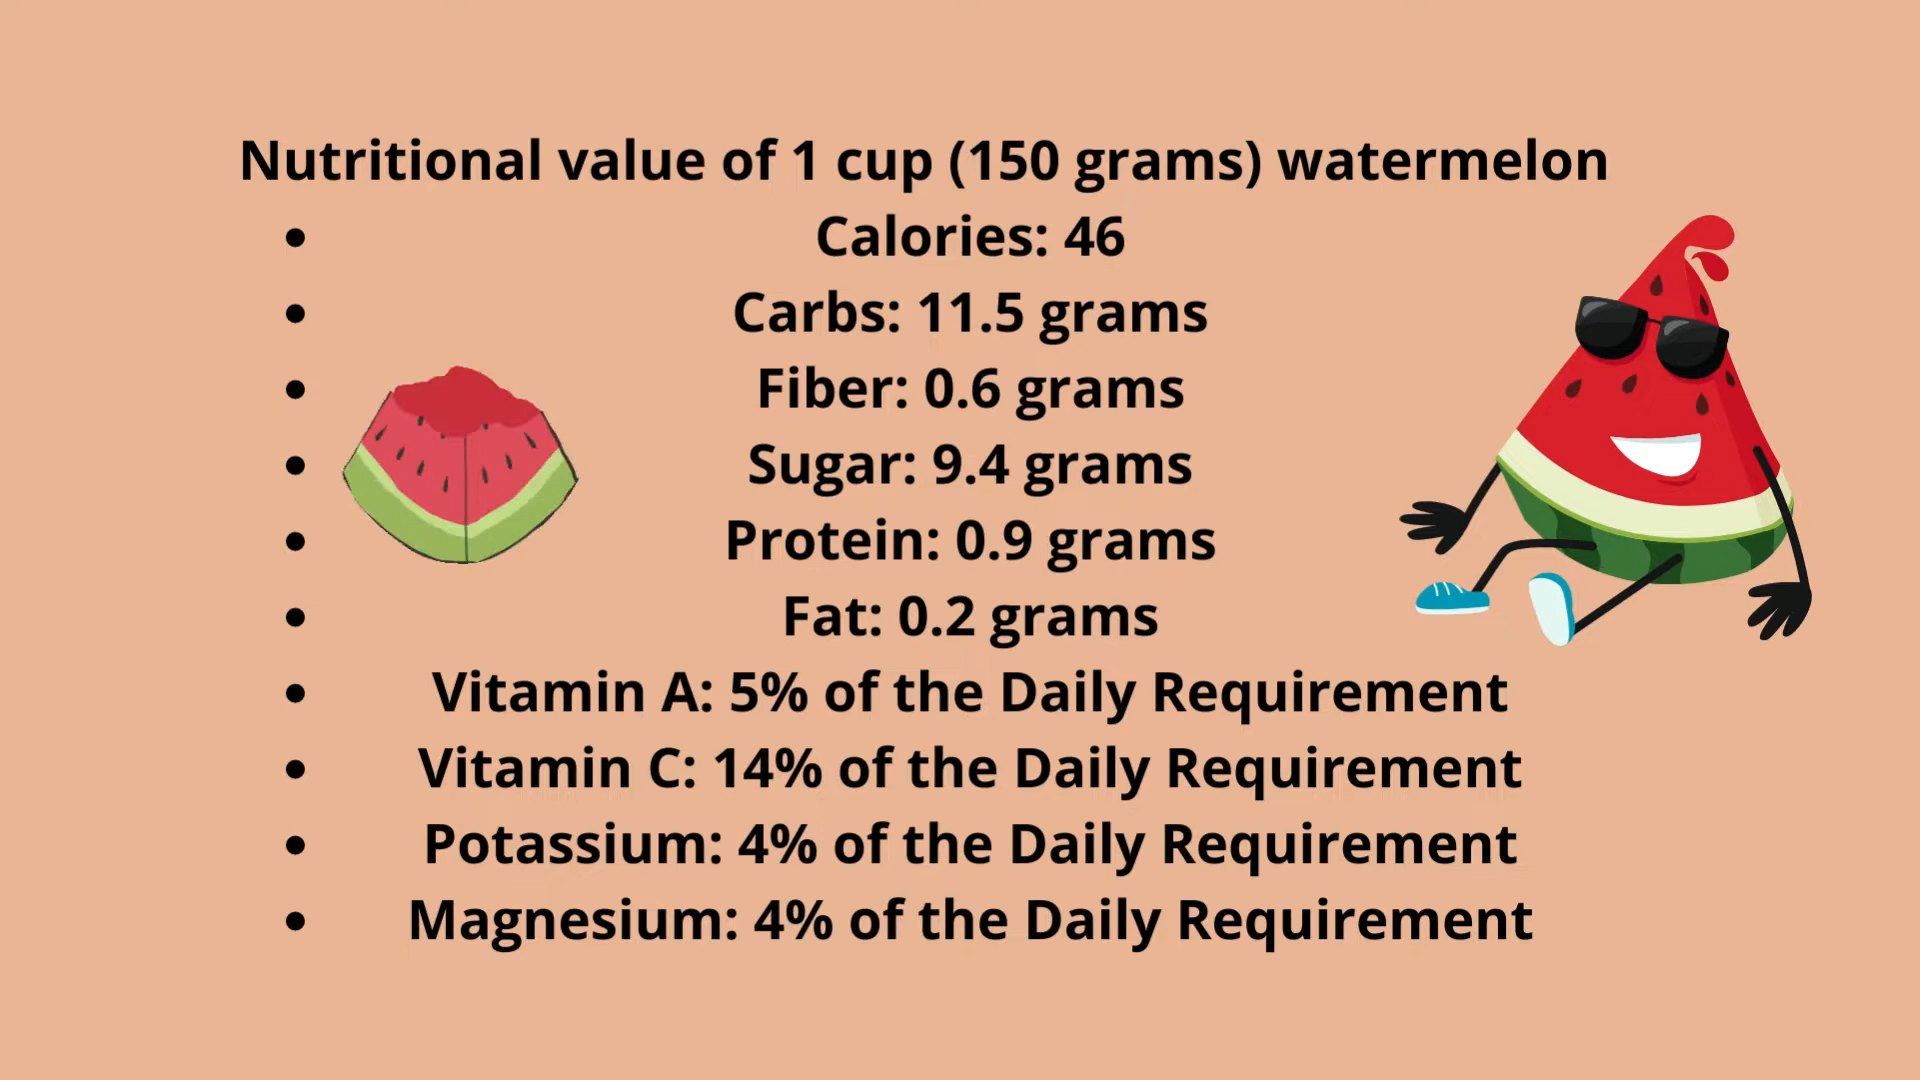 Nutritional value of 1 cup (150 grams) watermelon
• Calories: 46
• Carbs: 11.5 grams
• Fiber: 0.6 grams
• Sugar: 9.4 grams
• Protein: 0.9 grams
• Fat: 0.2 grams
• Vitamin A: 5% of the Daily Requirement
• Vitamin C: 14% of the Daily Requirement
• Potassium: 4% of the Daily Requirement
• Magnesium: 4% of the Daily Requirement